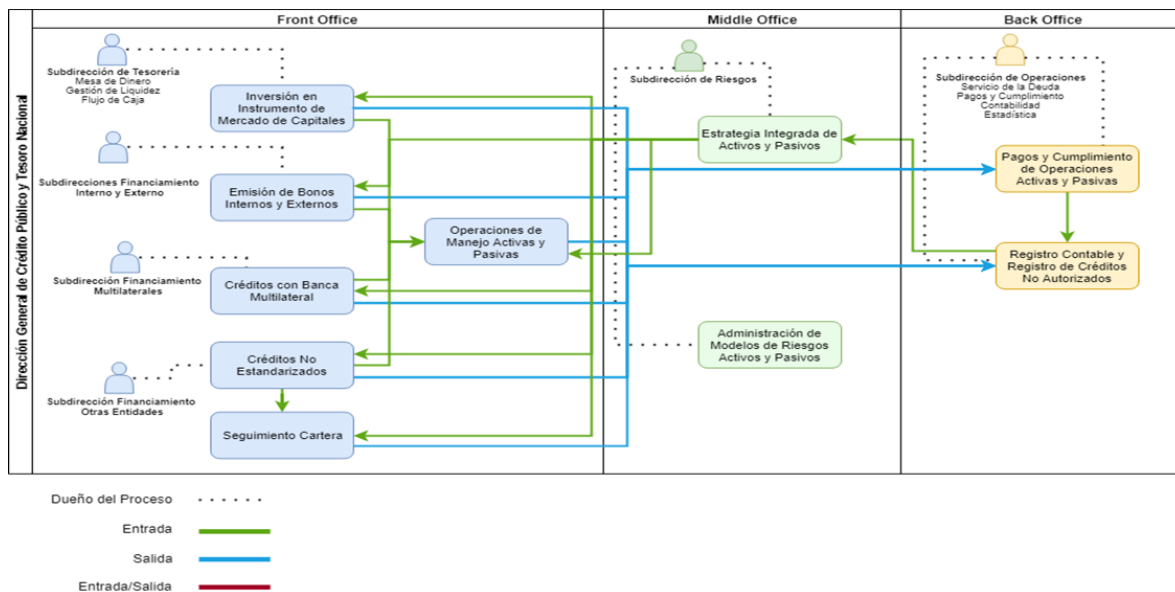 Front Office
Middle Office
Back Office
Dirección General de Crédito Público y Tesoro Nacional
Subdirección de Tesorería
Mesa de Dinero
Gestión de Liquidez
Flujo de Caja
Inversión en
Instrumento de
Mercado de Capitales
Subdirecciones Financiamiento
Interno y Externo
Emisión de Bonos
Internos y Externos
Operaciones de
Manejo Activas y
Pasivas
Subdirección Financiamiento
Multilaterales
Créditos con Banca
Multilateral
Créditos No
Estandarizados
Subdirección Financiamiento
Otras Entidades
Seguimiento Cartera
Subdirección de Riesgos
Estrategia Integrada de
Activos y Pasivos
Administración de
Modelos de Riesgos
Activos y Pasivos
Subdirección de Operaciones
Servicio de la Deuda
Pagos y Cumplimiento
Contabilidad
Estadística
Pagos y Cumplimiento
de Operaciones
Activas y Pasivas
Registro Contable y
Registro de Créditos
No Autorizados
Dueño del Proceso
Entrada
Salida
Entrada/Salida